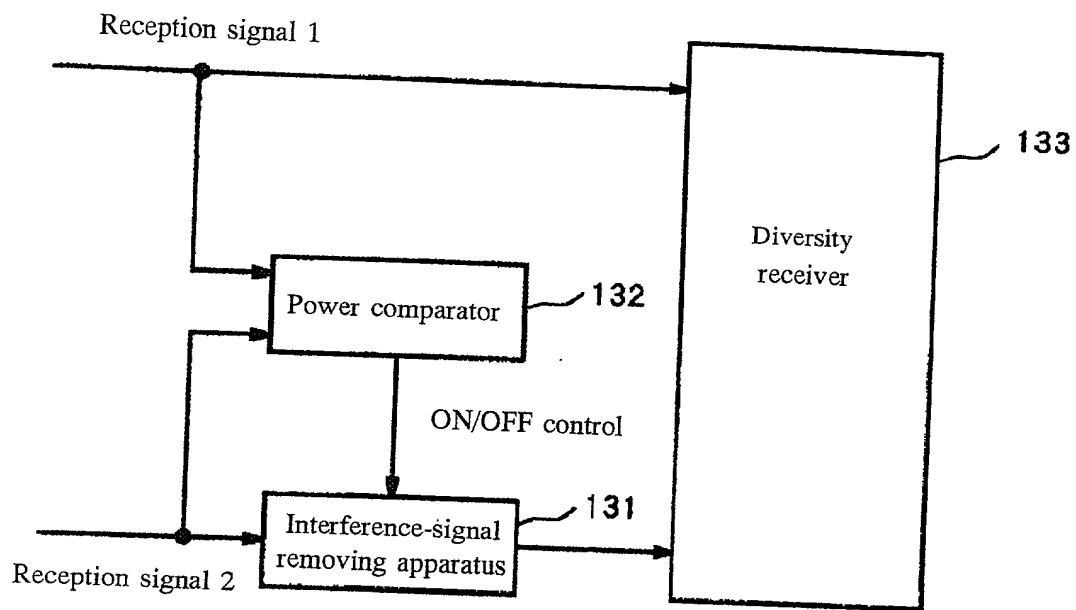 Reception signal 1
133
Diversity
receiver
132
Power comparator
ON/OFF control
131
Interference-signal
removing apparatus
Reception signal 2